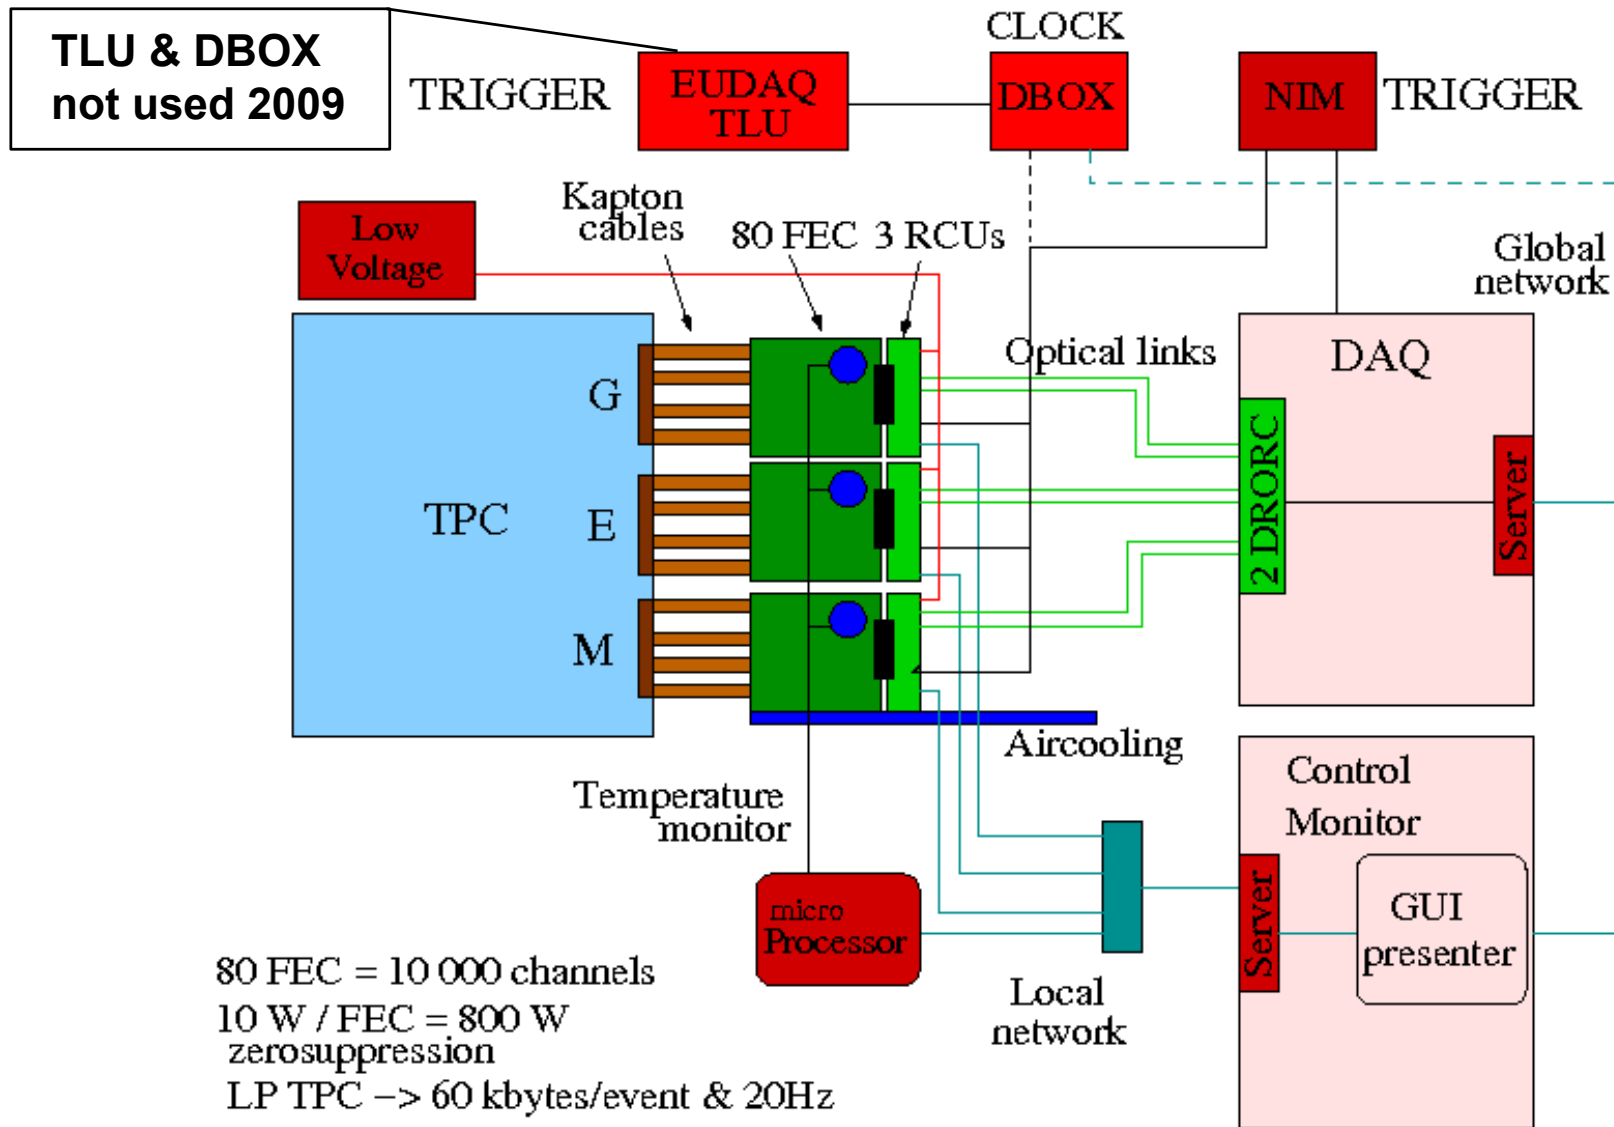 TLU & DBOX
not used 2009
TRIGGER
EUDAQ
TLU
CLOCK
DBOX
NIM
TRIGGER
Low
Voltage
Kapton
cables
80 FEC
3 RCUs
Global
network
Optical links
DAQ
G
E
M
TPC
2 DRORC
Server
Aircooling
Temperature
monitor
micro
Processor
Local
network
Control
Monitor
Server
GUI
presenter
80 FEC = 10 000 channels
10 W / FEC = 800 W
zerosuppression
LP TPC −> 60 kbytes/event & 20Hz